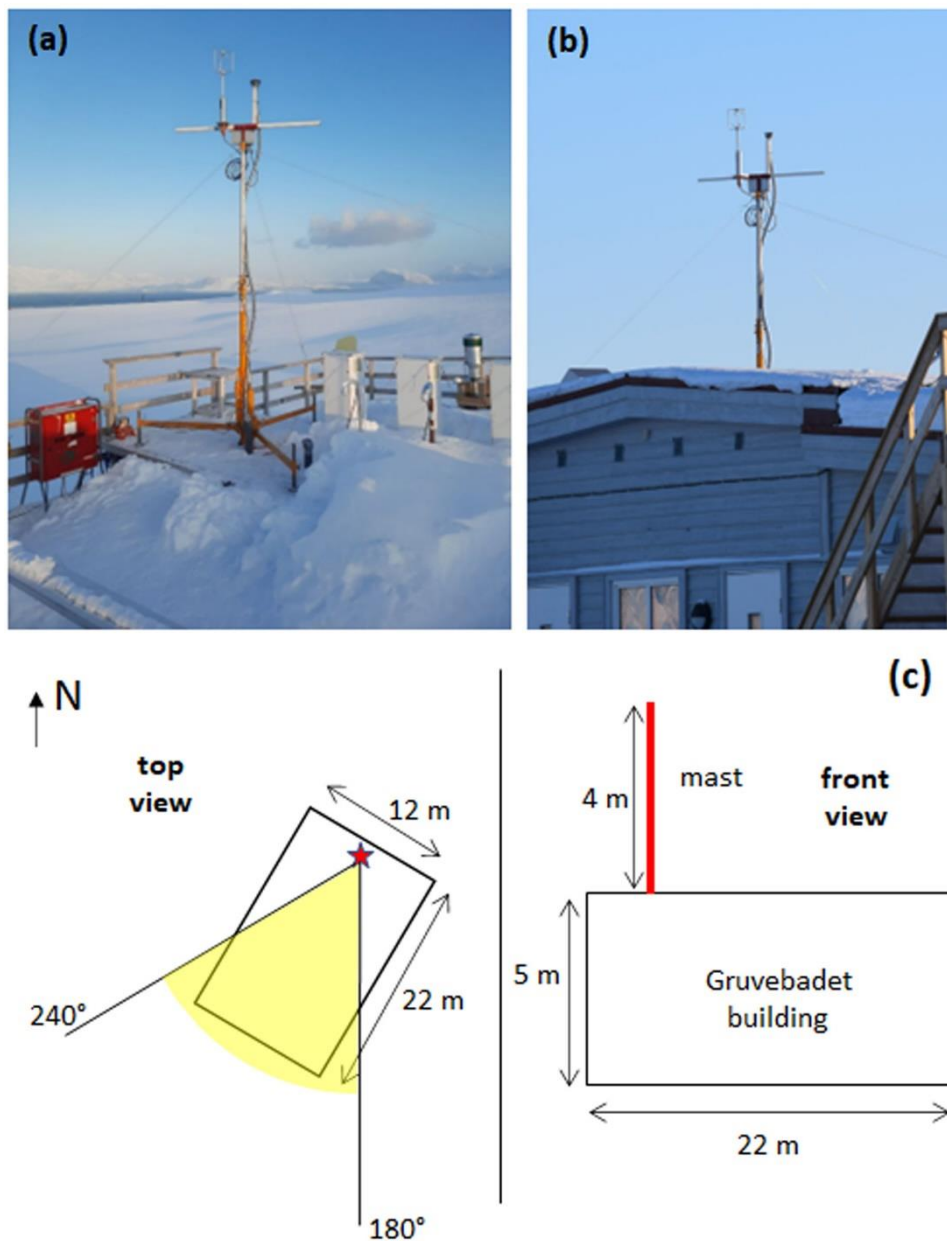 (a)
(b)
(c)
N
top
view
12 m
22 m
240°
180°
4 m
mast
front
view
5 m
Gruvebadet
building
22 m